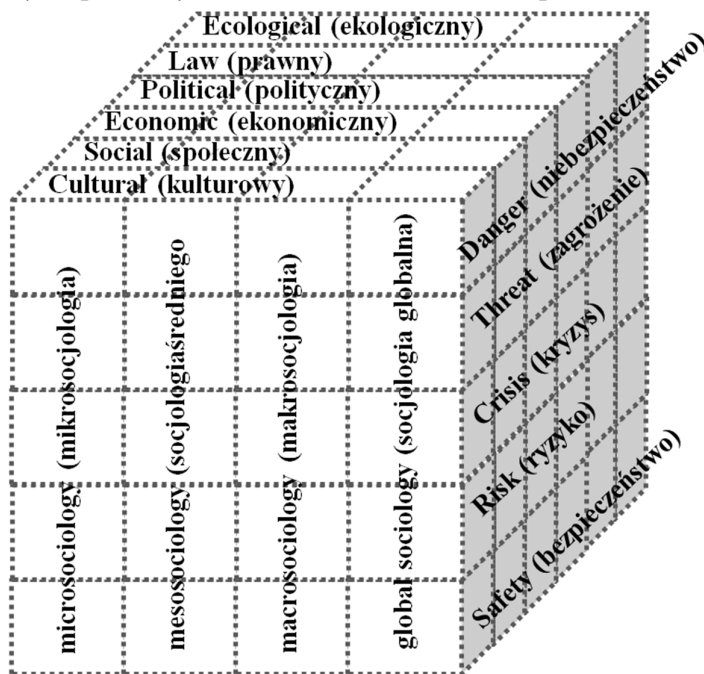 Ecological (ekologiczny)
Law (prawny)
Political (polityczny)
Economic (ekonomiczny)
Social (społeczny)
Cultural (kulturowy)
microsociology (mikrosocjologia)
mesosociology (socjologiaśredniego
macrosociology (makrosocjologia)
global sociology (socjologia globalna)
Danger (niebezpieczeństwo)
Threat (zagrożenie)
Crisis (kryzys)
Risk (ryzyko)
Safety (bezpieczeństwo)